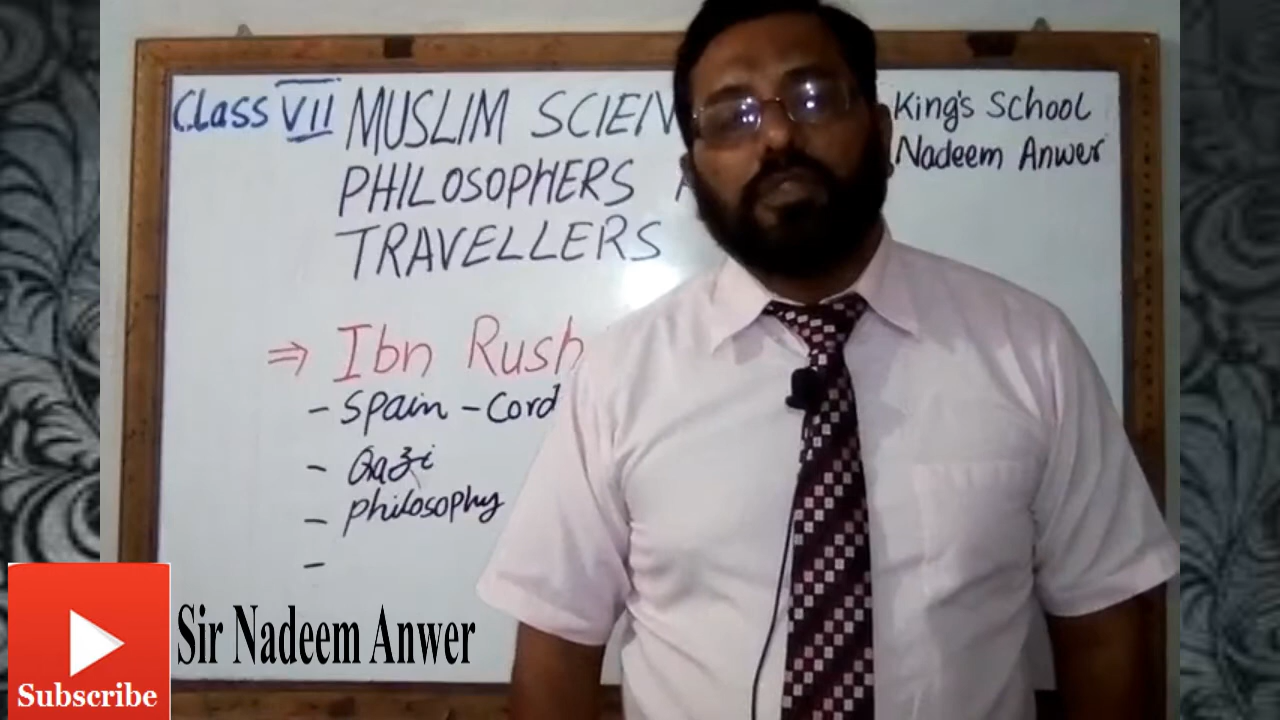 Class VII
MUSLIM SCIEN
PHILOSOPHERS
TRAVELLERS
King's School
Nadeem Anwer
⇒ Ibn Rush
- Spain - Cord
- Qazi
- Philosophy
-
Subscribe
Sir Nadeem Anwer